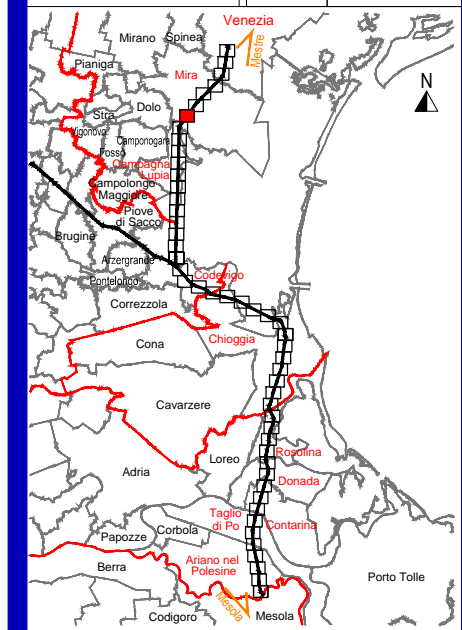 Venezia
Mirano
Spinea
Mestre
Pianiga
Mira
N
Dolo
Stra
Vigonovo
Camponogara
Fossò
Campagna
Lupia
Campolongo
Maggiore
Piove
di Sacco
Brugine
Arzergrande
Codevigo
Pontelongo
Correzzola
Chioggia
Cona
Cavarzere
Rosolina
Loreo
Adria
Donada
Taglio
di Po
Contarina
Corbola
Papozze
Ariano nel
Polesine
Berra
Porto Tolle
Mesola
Mesola
Codigoro